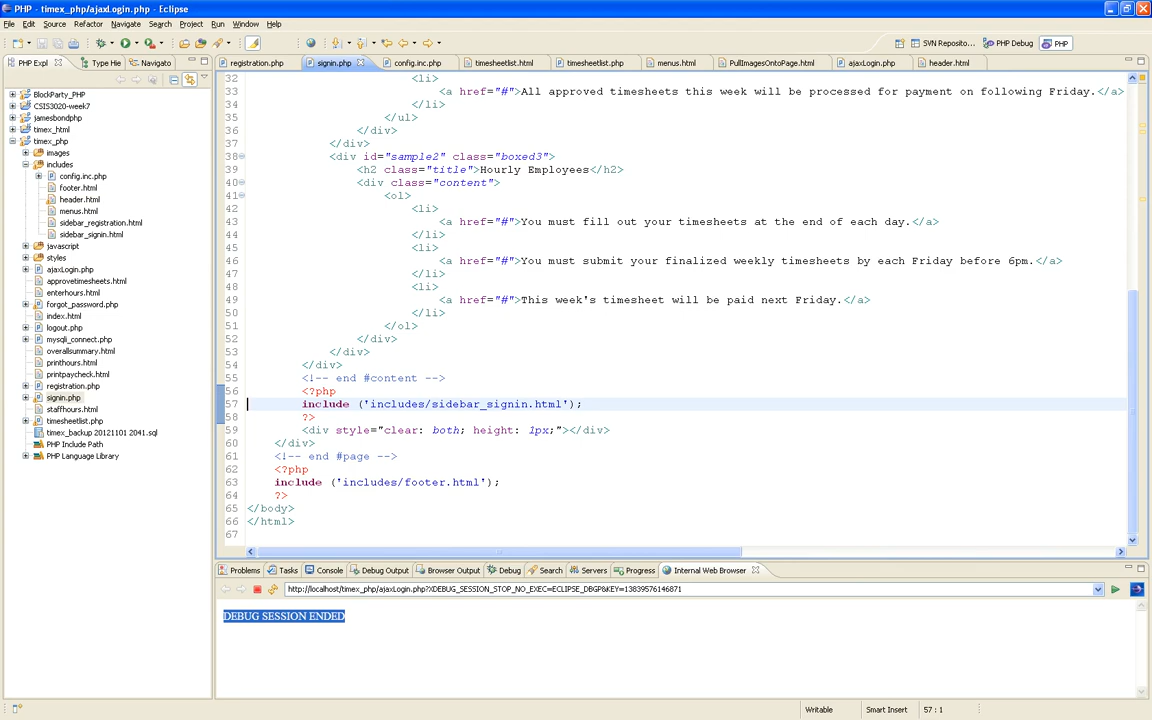 PHP - timex_php/ajaxLogin.php - Eclipse
File Edit Source Refactor Navigate Search Project Run Window Help
SVN Reposito... PHP Debug PHP
PHP Expl Type Hie Navigato
registration.php signin.php config.inc.php timesheetlist.html timesheetlist.php menus.html PullImagesOntoPage.html ajaxLogin.php header.html
BlockParty_PHP
CSIS3020-week7
jamesbondphp
timex_html
timex_php
images
includes
config.inc.php
footer.html
header.html
menus.html
sidebar_registration.html
sidebar_signin.html
javascript
styles
ajaxLogin.php
approvetimesheets.html
enterhours.html
forgot_password.php
index.html
logout.php
mysqli_connect.php
overallsummary.html
printhours.html
printpaycheck.html
registration.php
signin.php
staffhours.html
timesheetlist.php
timex_backup 20121101 2041.sql
PHP Include Path
PHP Language Library
32 <li>
33 <a href="#">All approved timesheets this week will be processed for payment on following Friday.</a>
34 </li>
35 </ul>
36 </div>
37 </div>
38 <div id="sample2" class="boxed3">
39 <h2 class="title">Hourly Employees</h2>
40 <div class="content">
41 <ol>
42 <li>
43 <a href="#">You must fill out your timesheets at the end of each day.</a>
44 </li>
45 <li>
46 <a href="#">You must submit your finalized weekly timesheets by each Friday before 6pm.</a>
47 </li>
48 <li>
49 <a href="#">This week's timesheet will be paid next Friday.</a>
50 </li>
51 </ol>
52 </div>
53 </div>
54 </div>
55 <!-- end #content -->
56 <?php
57 include ('includes/sidebar_signin.html');
58 ?>
59 <div style="clear: both; height: 1px;"></div>
60 </div>
61 <!-- end #page -->
62 <?php
63 include ('includes/footer.html');
64 ?>
65 </body>
66 </html>
67
Problems Tasks Console Debug Output Browser Output Debug Search Servers Progress Internal Web Browser
http://localhost/timex_php/ajaxLogin.php?XDEBUG_SESSION_STOP_NO_EXEC=ECLIPSE_DBGP&KEY=13839576146871
DEBUG SESSION ENDED
Writable Smart Insert 57 : 1